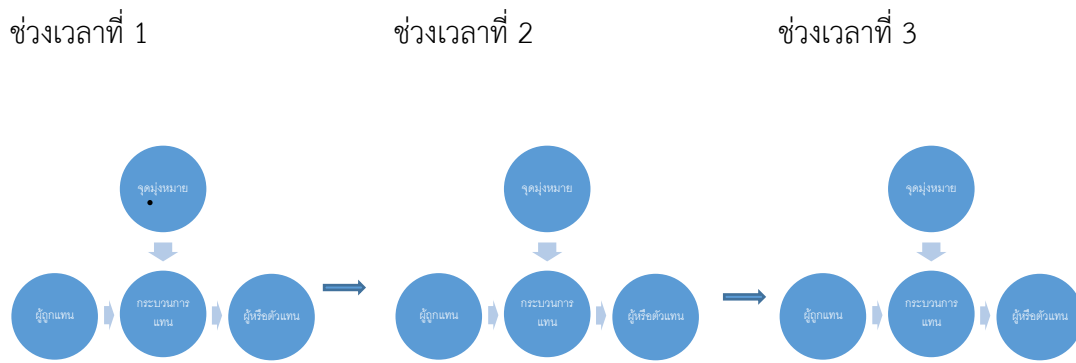 ช่วงเวลาที่ 1
ช่วงเวลาที่ 2
ช่วงเวลาที่ 3
จุดมุ่งหมาย
จุดมุ่งหมาย
จุดมุ่งหมาย
ผู้ถูกแทน
กระบวนการ
แทน
ผู้หรือตัวแทน
ผู้ถูกแทน
กระบวนการ
แทน
ผู้หรือตัวแทน
ผู้ถูกแทน
กระบวนการ
แทน
ผู้หรือตัวแทน